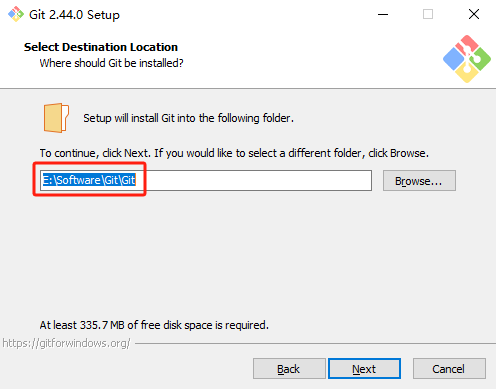 Git 2.44.0 Setup
Select Destination Location
Where should Git be installed?
Setup will install Git into the following folder.
To continue, click Next. If you would like to select a different folder, click Browse.
E:\Software\Git\Git
Browse...
At least 335.7 MB of free disk space is required.
https://gitforwindows.org/
Back
Next
Cancel